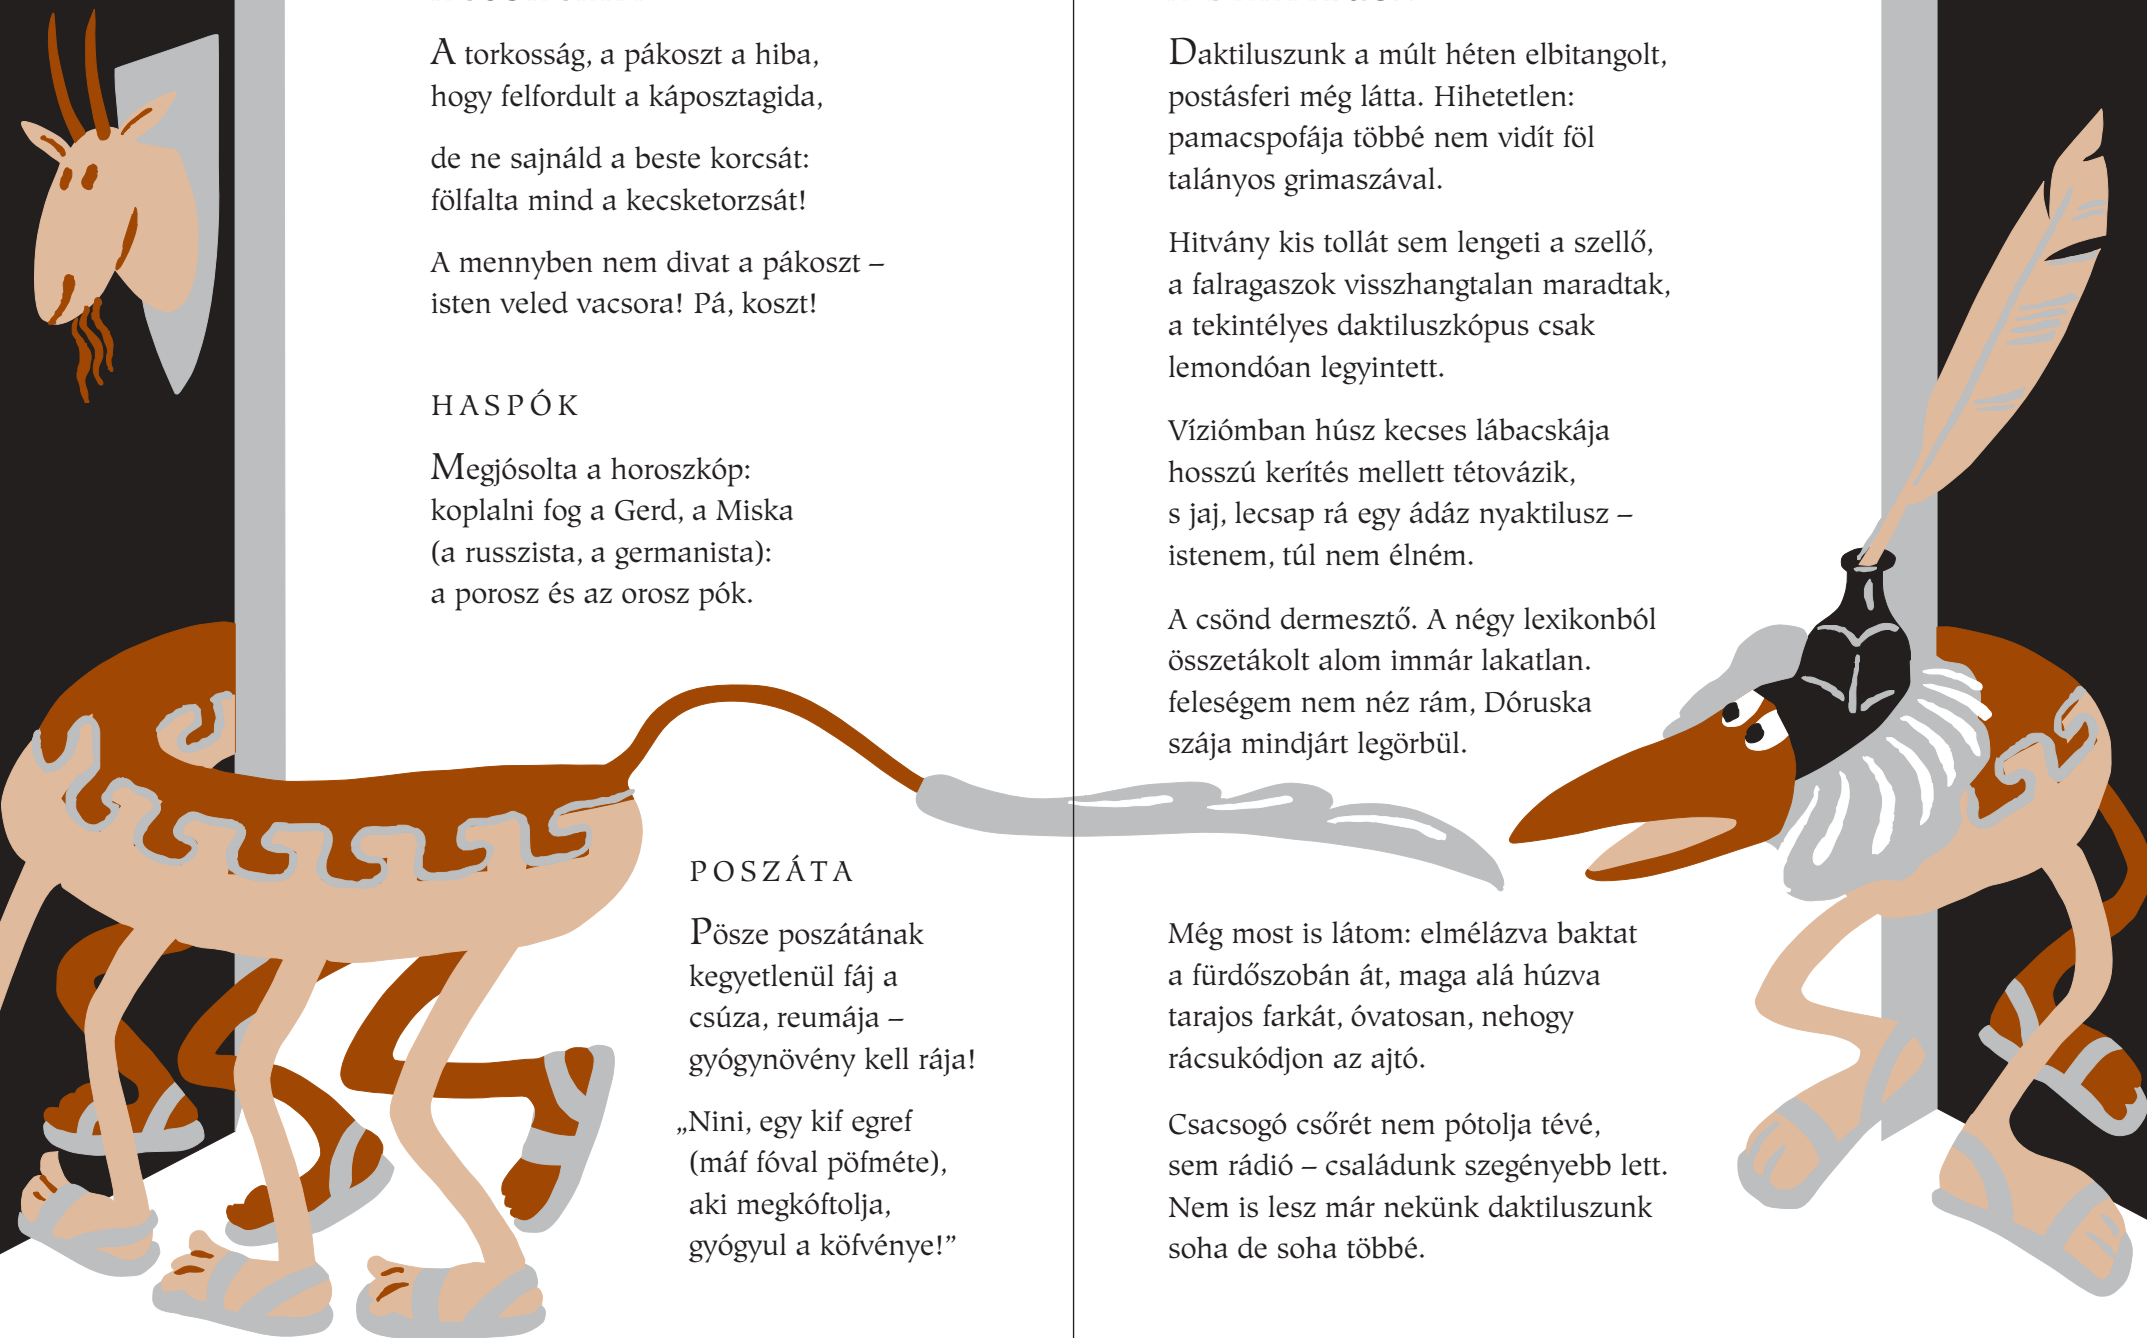 A torkosság, a pákoszt a hiba,
hogy felfordult a káposztagida,
de ne sajnáld a beste korcsát:
fölfalta mind a kecsketorzsát!
A mennyben nem divat a pákoszt –
isten veled vacsora! Pá, koszt!
HASPÓK
Megjósolta a horoszkóp:
koplalni fog a Gerd, a Miska
(a russzista, a germanista):
a porosz és az orosz pók.
POSZÁTA
Pösze poszátának
kegyetlenül fáj a
csúza, reumája –
gyógynövény kell rája!
„Nini, egy kif egref
(máf fóval pöfméte),
aki megkóftolja,
gyógyul a köfvénye!”
Daktiluszunk a múlt héten elbitangolt,
postásferi még látta. Hihetetlen:
pamacspofája többé nem vidít föl
talányos grimaszával.
Hitvány kis tollát sem lengeti a szellő,
a falragaszok visszhangtalan maradtak,
a tekintélyes daktiluszkópus csak
lemondóan legyintett.
Víziómban húsz kecses lábacskája
hosszú kerítés mellett tétovázik,
s jaj, lecsap rá egy ádáz nyaktilusz –
istenem, túl nem élném.
A csönd dermesztő. A négy lexikonból
összetákolt alom immár lakatlan.
feleségem nem néz rám, Dóruska
szája mindjárt legörbül.
Még most is látom: elmélázva baktat
a fürdőszobán át, maga alá húzva
tarajos farkát, óvatosan, nehogy
rácsukódjon az ajtó.
Csacsogó csőrét nem pótolja tévé,
sem rádió – családunk szegényebb lett.
Nem is lesz már nekünk daktiluszunk
soha de soha többé.